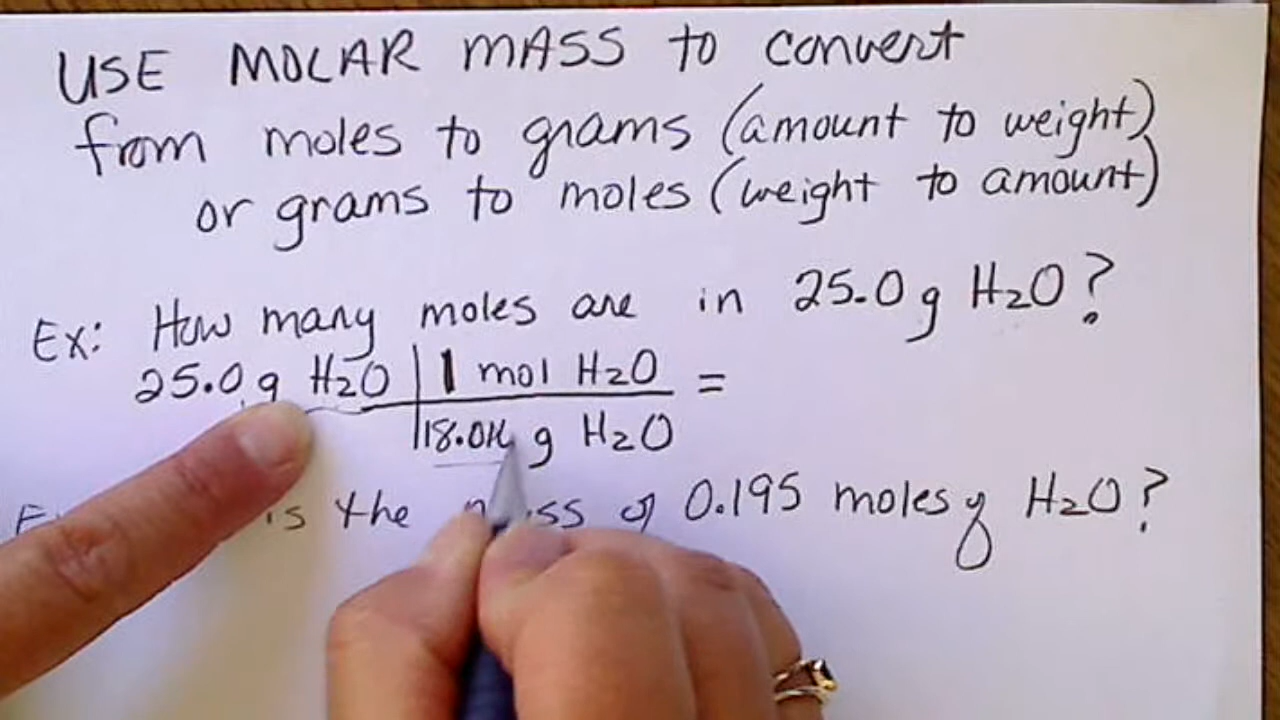 USE MOLAR MASS to convert
from moles to grams (amount to weight)
or grams to moles (weight to amount)
Ex: How many moles are in 25.0 g H₂O?
25.0 g H₂O | 1 mol H₂O =
18.01 g H₂O
is the 0.195 moles of H₂O?